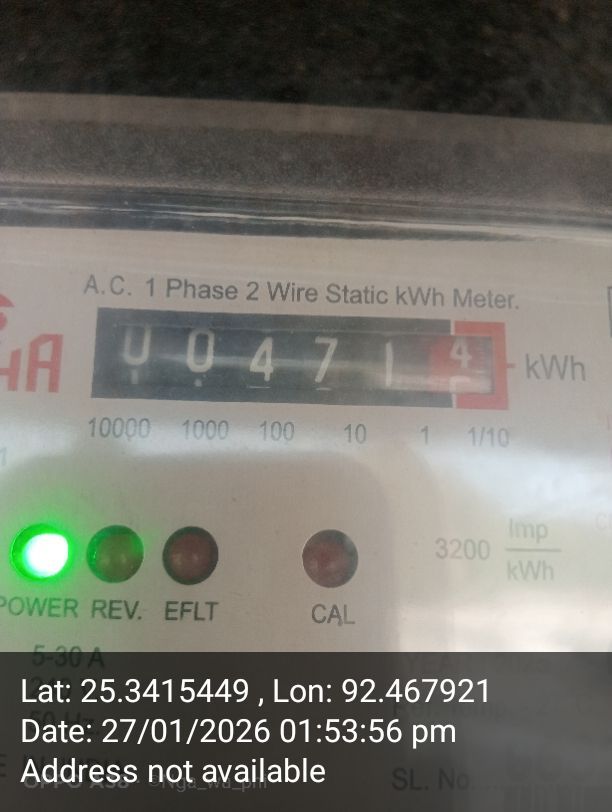 A.C. 1 Phase 2 Wire Static kWh Meter.
0 0 4 7 1 4 kWh
10000 1000 100 10 1 1/10
3200 Imp/kWh
POWER REV. EFLT CAL
5-30 A
Lat: 25.3415449 , Lon: 92.467921
Date: 27/01/2026 01:53:56 pm
Address not available
SL. No.